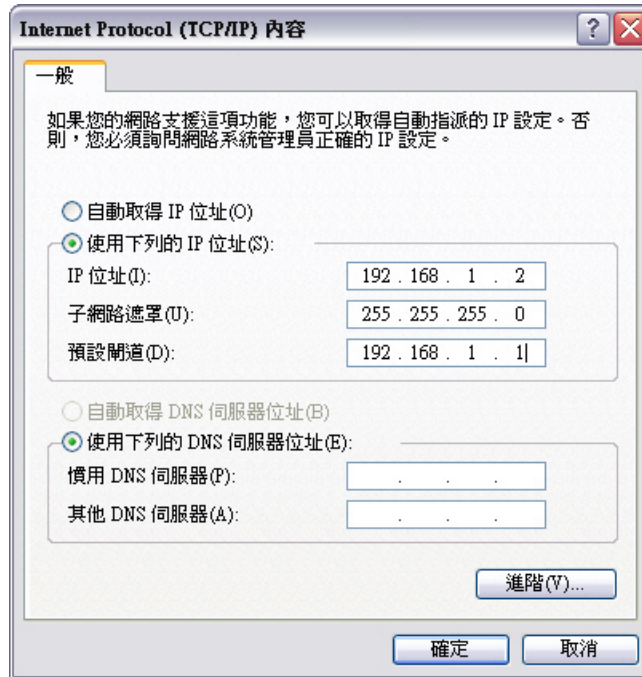 Internet Protocol (TCP/IP) 內容
一般
如果您的網路支援這項功能，您可以取得自動指派的 IP 設定。否
則，您必須詢問網路系統管理員正確的 IP 設定。
自動取得 IP 位址(O)
使用下列的 IP 位址(S):
IP 位址(I): 192 . 168 . 1 . 2
子網路遮罩(U): 255 . 255 . 255 . 0
預設閘道(D): 192 . 168 . 1 . 1
自動取得 DNS 伺服器位址(B)
使用下列的 DNS 伺服器位址(E):
慣用 DNS 伺服器(P): . . .
其他 DNS 伺服器(A): . . .
進階(V)...
確定 取消